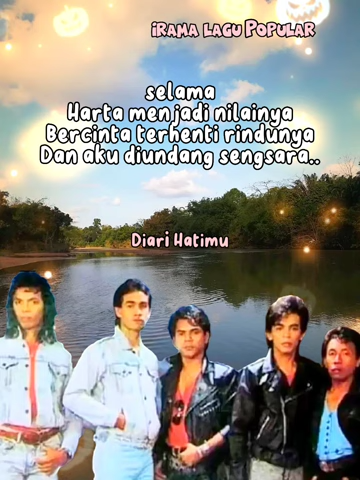 iRAMA LAGU POPULAR
selama
Harta menjadi nilainya
Bercinta terhenti rindunya
Dan aku diundang sengsara..
Diari Hatimu